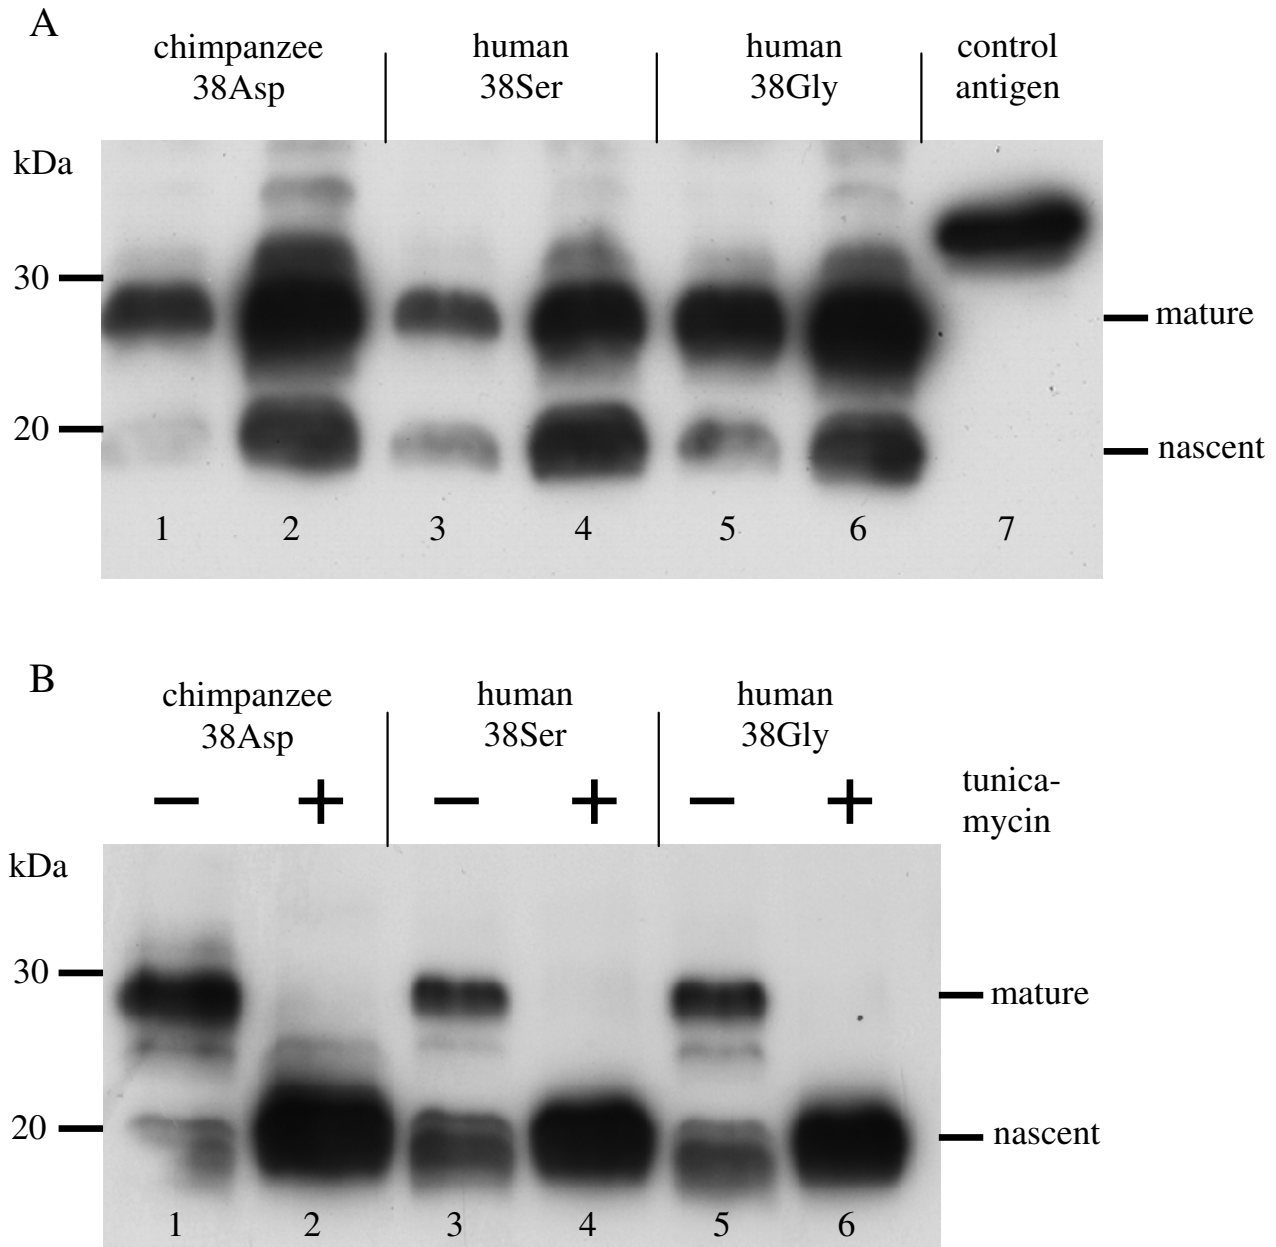 A
chimpanzee
38Asp
human
38Ser
human
38Gly
control
antigen
kDa
30
20
mature
nascent
1 2 3 4 5 6 7
B
chimpanzee
38Asp
human
38Ser
human
38Gly
− + − + − +
tunica-
mycin
kDa
30
20
mature
nascent
1 2 3 4 5 6